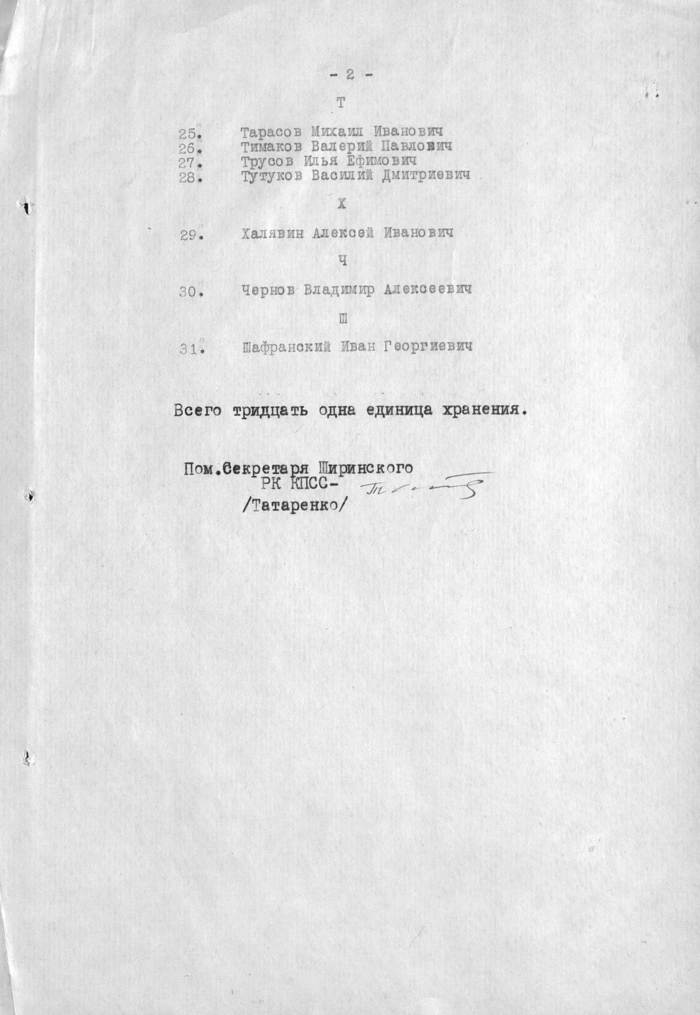 - 2 -
Т
25. Тарасов Михаил Иванович
26. Тимаков Валерий Павлович
27. Трусов Илья Ефимович
28. Тутуков Василий Дмитриевич
Х
29. Халявин Алексей Иванович
Ч
30. Чернов Владимир Алексеевич
Ш
31. Шафранский Иван Георгиевич
Всего тридцать одна единица хранения.
Пом.Секретаря Ширинского
РК КПСС-
/Татаренко/